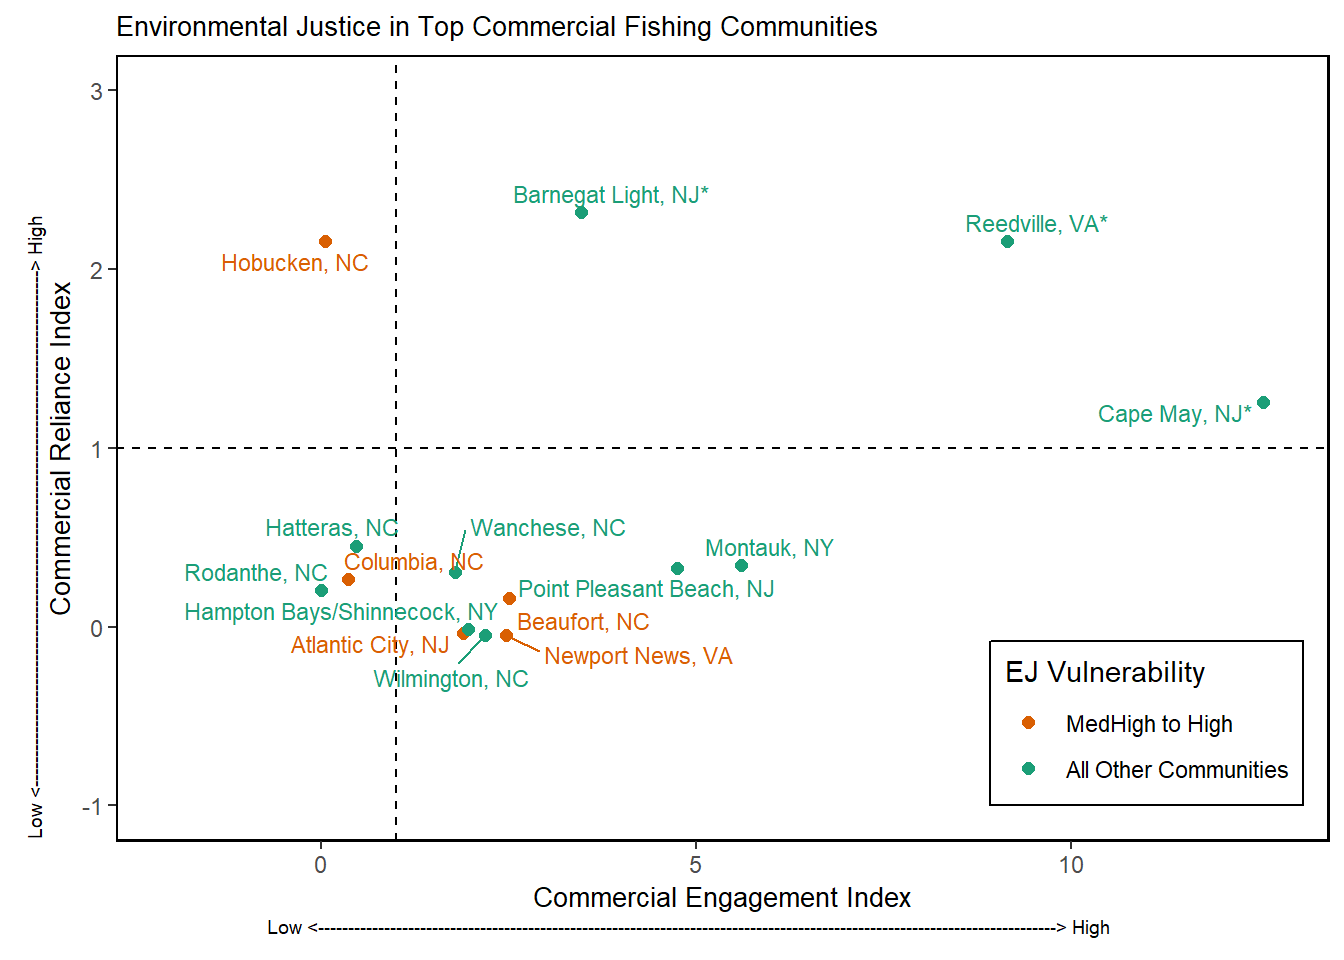 Environmental Justice in Top Commercial Fishing Communities
3
Barnegat Light, NJ*
Reedville, VA*
Hobucken, NC
2
Cape May, NJ*
1
Hatteras, NC
Wanchese, NC
Montauk, NY
Columbia, NC
Rodanthe, NC
Point Pleasant Beach, NJ
Hampton Bays/Shinnecock, NY
Beaufort, NC
0
Atlantic City, NJ
Newport News, VA
Wilmington, NC
-1
Commercial Reliance Index
Low <--------------------------------------------------------------------------------------> High
EJ Vulnerability
MedHigh to High
All Other Communities
0
5
10
Commercial Engagement Index
Low <----------------------------------------------------------------------------------------------------------------------------> High